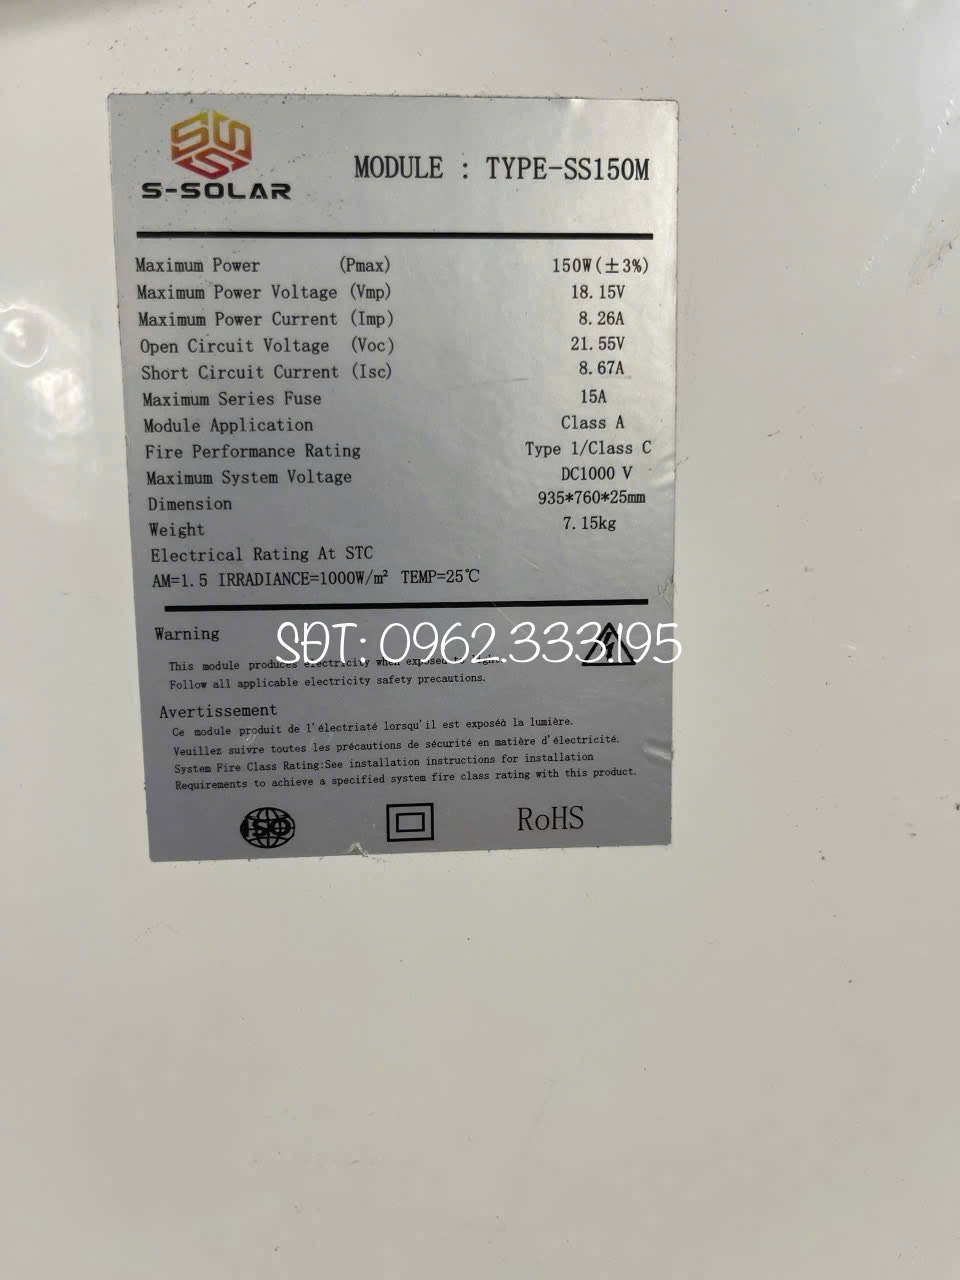 S-SOLAR
MODULE : TYPE-SS150M
Maximum Power (Pmax) 150W(±3%)
Maximum Power Voltage (Vmp) 18.15V
Maximum Power Current (Imp) 8.26A
Open Circuit Voltage (Voc) 21.55V
Short Circuit Current (Isc) 8.67A
Maximum Series Fuse 15A
Module Application Class A
Fire Performance Rating Type 1/Class C
Maximum System Voltage DC1000 V
Dimension 935*760*25mm
Weight 7.15kg
Electrical Rating At STC
AM=1.5 IRRADIANCE=1000W/m² TEMP=25℃
Warning
SĐT: 0962.333.195
This module produces electricity when exposed to light.
Follow all applicable electricity safety precautions.
Avertissement
Ce module produit de l'électriaté lorsqu'il est exposéà la lumière.
Veuillez suivre toutes les précautions de sécurité en matière d'électricité.
System Fire Class Rating:See installation instructions for installation
Requirements to achieve a specified system fire class rating with this product.
ISO
RoHS